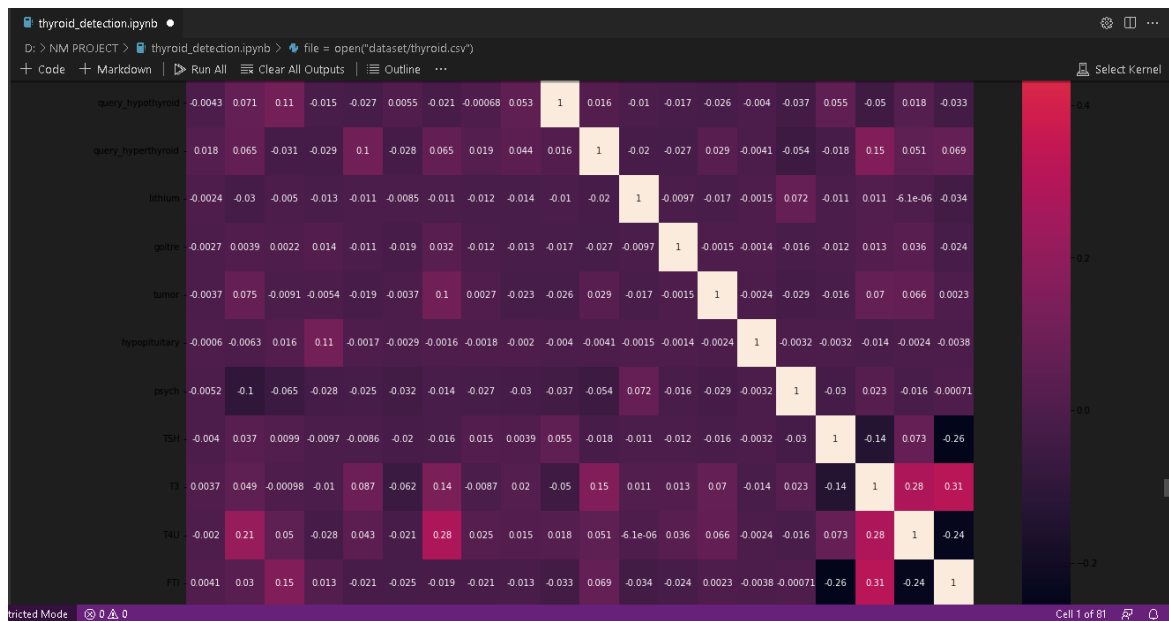 thyroid_detection.ipynb ●
D: > NM PROJECT > thyroid_detection.ipynb > file = open("dataset/thyroid.csv")
+ Code + Markdown | Run All Clear All Outputs | Outline ... Select Kernel
query_hypothyroid -0.0043 0.071 0.11 -0.015 -0.027 0.0055 -0.021 -0.00068 0.053 1 0.016 -0.01 -0.017 -0.026 -0.004 -0.037 0.055 -0.05 0.018 -0.033
0.4
query_hyperthyroid 0.018 0.065 -0.031 -0.029 0.1 -0.028 0.065 0.019 0.044 0.016 1 -0.02 -0.027 0.029 -0.0041 -0.054 -0.018 0.15 0.051 0.069
lithium -0.0024 -0.03 -0.005 -0.013 -0.011 -0.0085 -0.011 -0.012 -0.014 -0.01 -0.02 1 -0.0097 -0.017 -0.0015 0.072 -0.011 0.011 -6.1e-06 -0.034
goitre -0.0027 0.0039 0.0022 0.014 -0.011 -0.019 0.032 -0.012 -0.013 -0.017 -0.027 -0.0097 1 -0.0015 -0.0014 -0.016 -0.012 0.013 0.036 -0.024
0.2
tumor -0.0037 0.075 -0.0091 -0.0054 -0.019 -0.0037 0.1 0.0027 -0.023 -0.026 0.029 -0.017 -0.0015 1 -0.0024 -0.029 -0.016 0.07 0.066 0.0023
hypopituitary -0.0006 -0.0063 0.016 0.11 -0.0017 -0.0029 -0.0016 -0.0018 -0.002 -0.004 -0.0041 -0.0015 -0.0014 -0.0024 1 -0.0032 -0.0032 -0.014 -0.0024 -0.0038
psych -0.0052 -0.1 -0.065 -0.028 -0.025 -0.032 -0.014 -0.027 -0.03 -0.037 -0.054 0.072 -0.016 -0.029 -0.0032 1 -0.03 0.023 -0.016 -0.00071
0.0
TSH -0.004 0.037 0.0099 -0.0097 -0.0086 -0.02 -0.016 0.015 0.0039 0.055 -0.018 -0.011 -0.012 -0.016 -0.0032 -0.03 1 -0.14 0.073 -0.26
T3 0.0037 0.049 -0.00098 -0.01 0.087 -0.062 0.14 -0.0087 0.02 -0.05 0.15 0.011 0.013 0.07 -0.014 0.023 -0.14 1 0.28 0.31
T4U -0.002 0.21 0.05 -0.028 0.043 -0.021 0.28 0.025 0.015 0.018 0.051 -6.1e-06 0.036 0.066 -0.0024 -0.016 0.073 0.28 1 -0.24
-0.2
FTI 0.0041 0.03 0.15 0.013 -0.021 -0.025 -0.019 -0.021 -0.013 -0.033 0.069 -0.034 -0.024 0.0023 -0.0038 -0.00071 -0.26 0.31 -0.24 1
tricted Mode 0 0 Cell 1 of 81